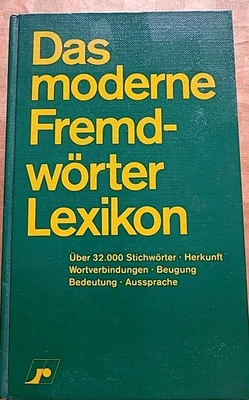 Das
moderne
Fremd-
wörter
Lexikon
Über 32.000 Stichwörter · Herkunft
Wortverbindungen · Beugung
Bedeutung · Aussprache